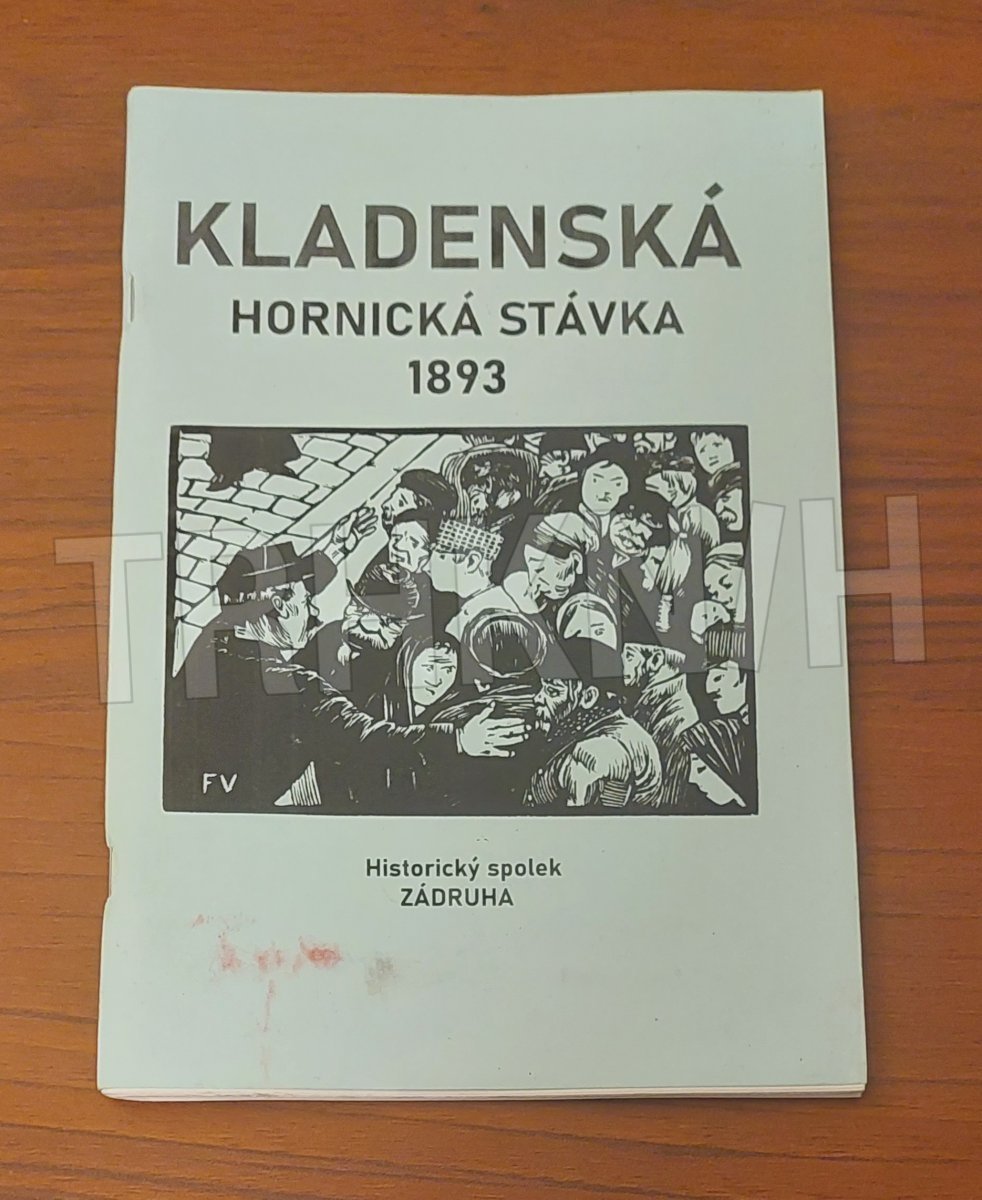 KLADENSKÁ
HORNICKÁ STÁVKA
1893
FV
Historický spolek
ZÁDRUHA